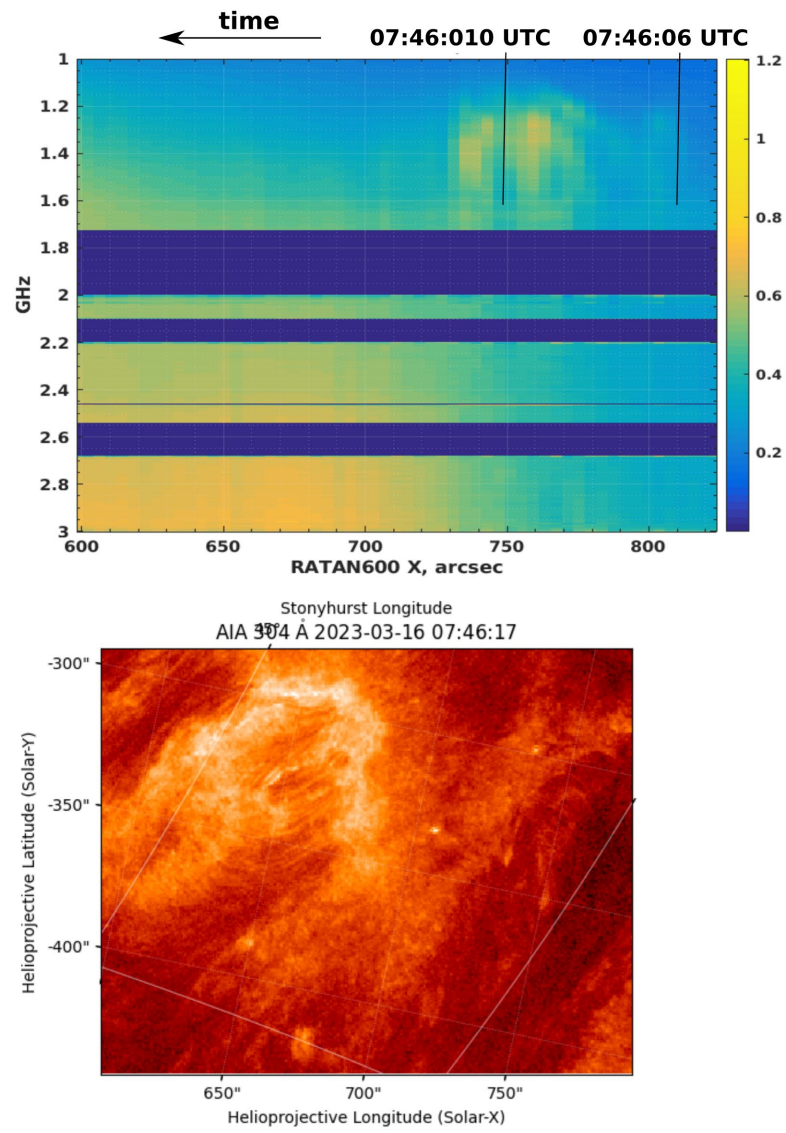 time
07:46:010 UTC 07:46:06 UTC
1
1.2
1.4
1.6
1.8
2
2.2
2.4
2.6
2.8
3
GHz
600 650 700 750 800
RATAN600 X, arcsec
1.2
1
0.8
0.6
0.4
0.2
Stonyhurst Longitude
45°
AIA 304 Å 2023-03-16 07:46:17
-300"
-350"
-400"
Helioprojective Latitude (Solar-Y)
650" 700" 750"
Helioprojective Longitude (Solar-X)